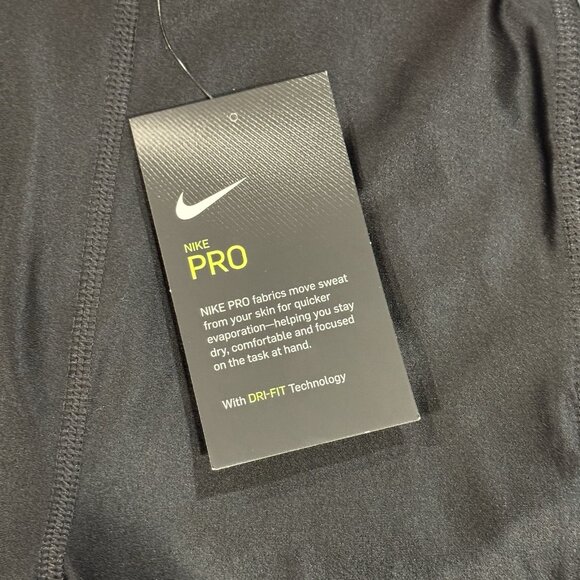 NIKE
PRO
NIKE PRO fabrics move sweat
from your skin for quicker
evaporation—helping you stay
dry, comfortable and focused
on the task at hand.
With DRI-FIT Technology